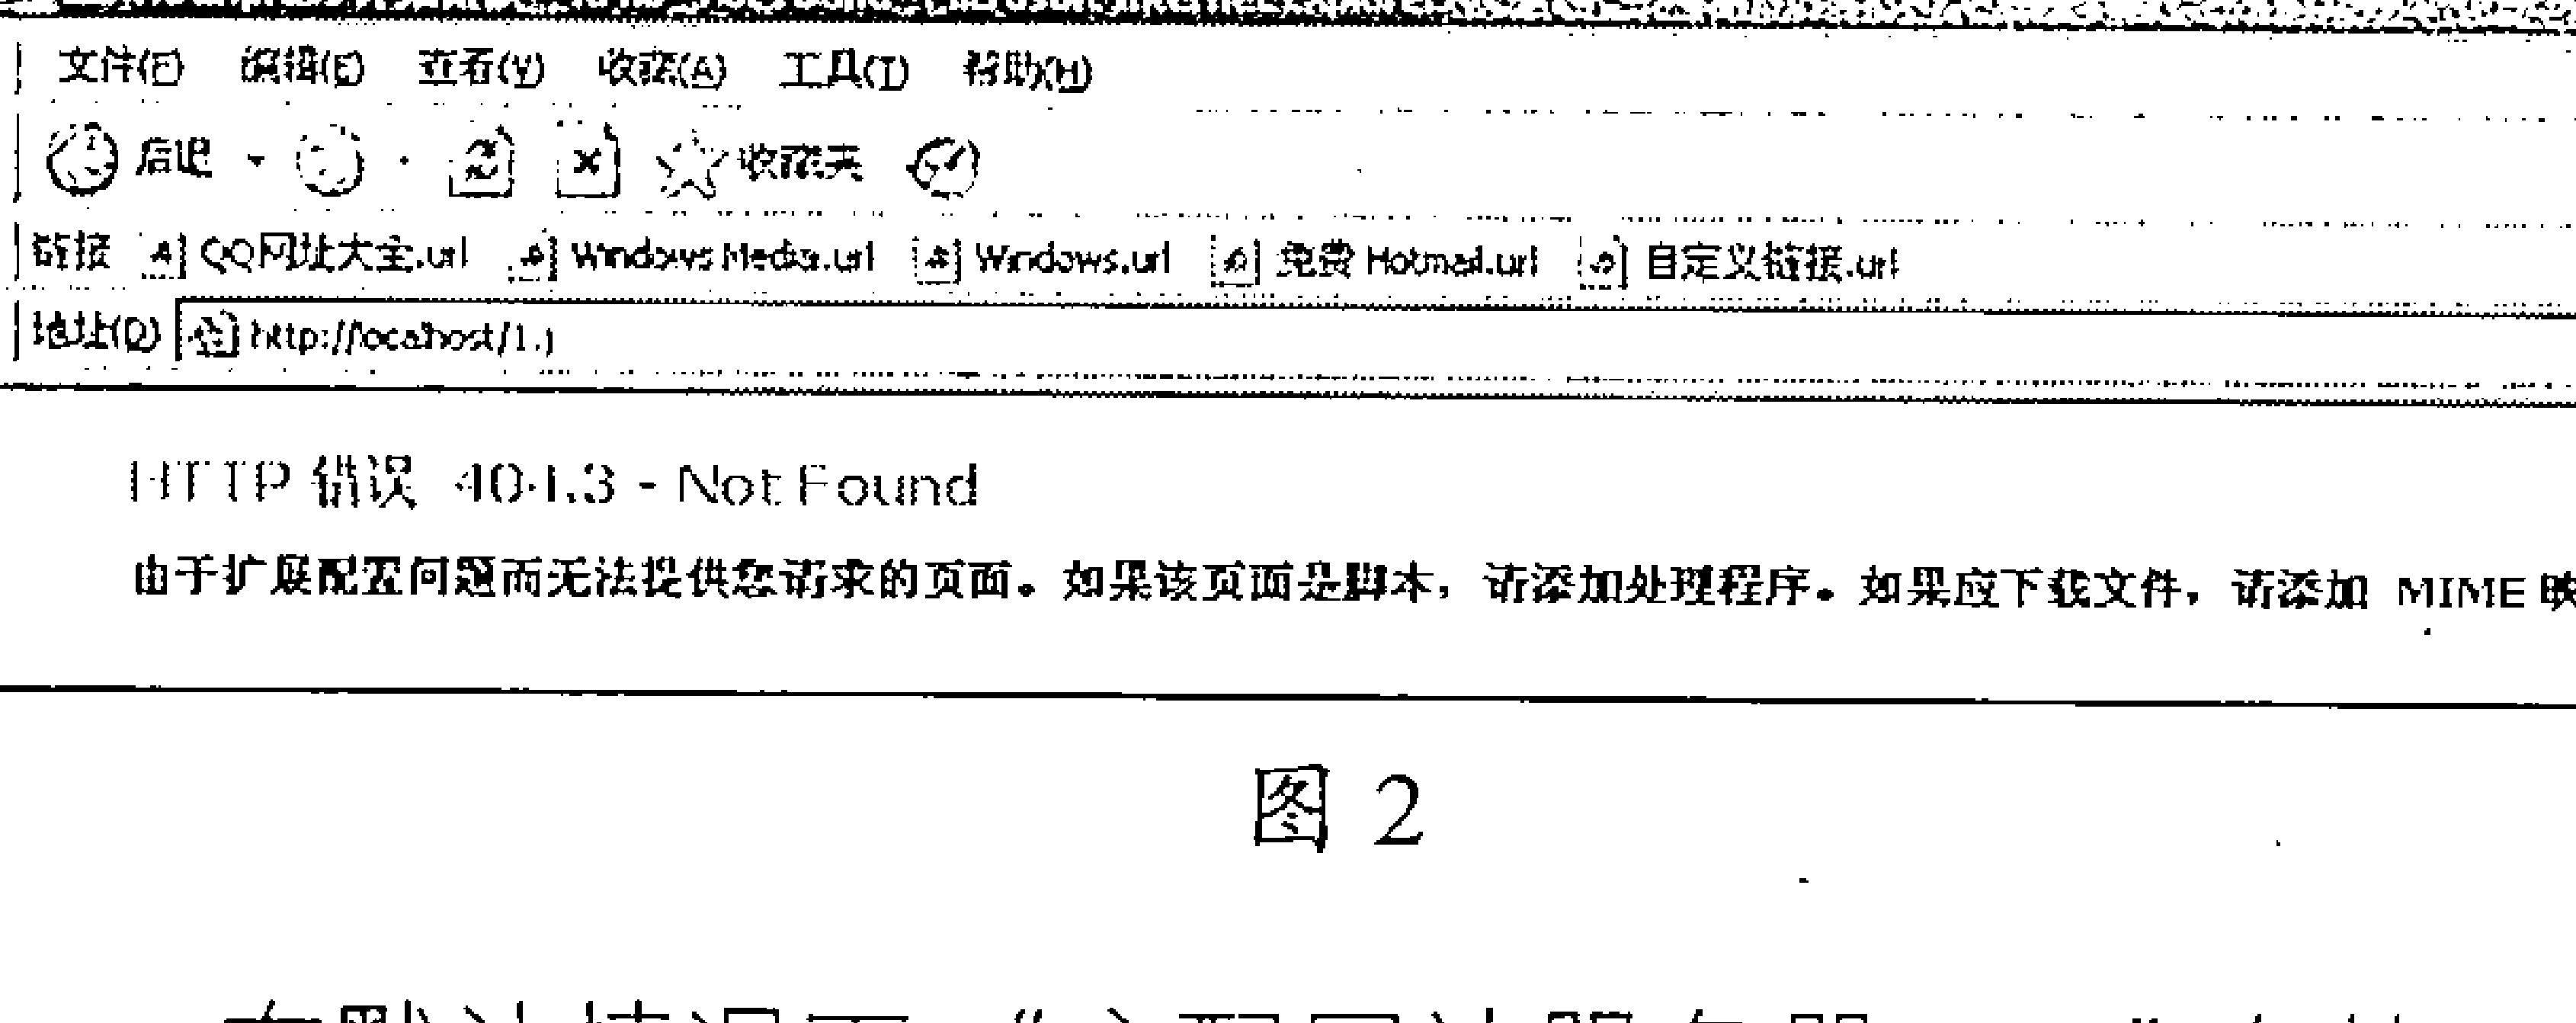 文件(F) 编辑(E) 查看(V) 收藏(A) 工具(T) 帮助(H)
后退 收藏夹
链接 QQ网址大全.url Windows Media.url Windows.url 免费 Hotmail.url 自定义链接.url
地址(D) http://localhost/1.j
HTTP 错误 404.3 - Not Found
由于扩展配置问题而无法提供您请求的页面。如果该页面是脚本，请添加处理程序。如果应下载文件，请添加 MIME 映
图 2